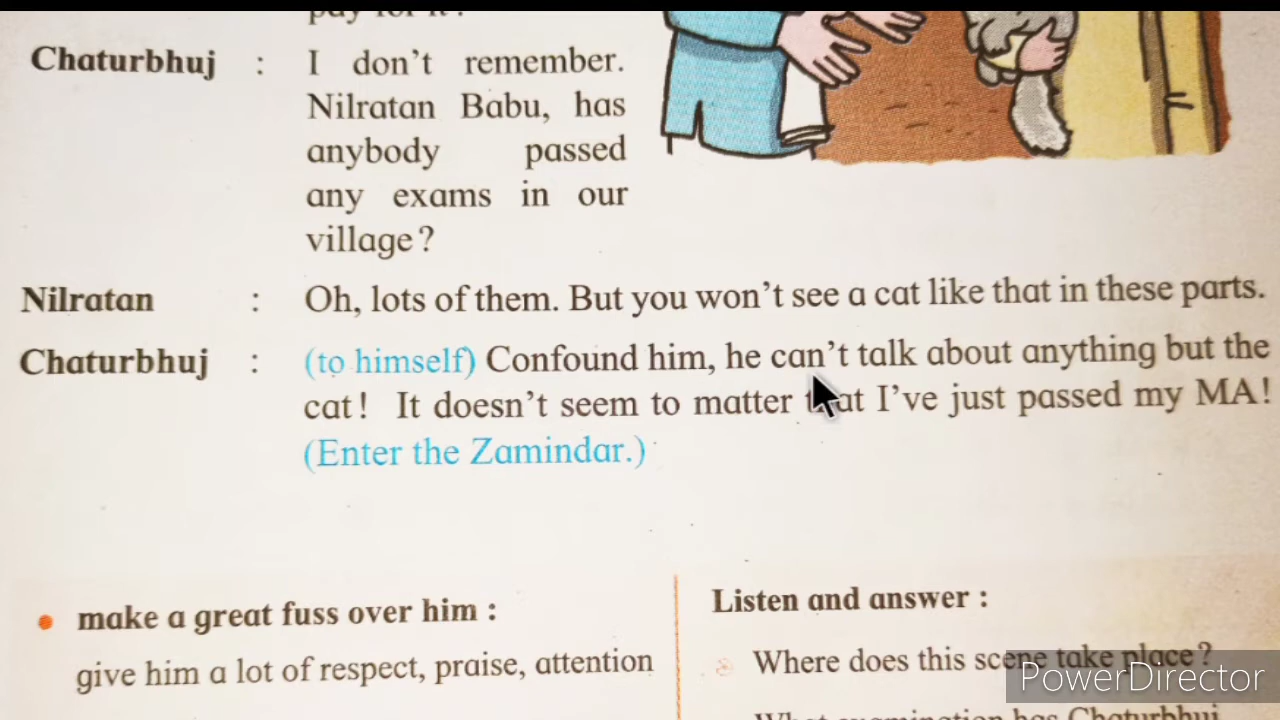 pay for it?
Chaturbhuj : I don't remember.
Nilratan Babu, has
anybody passed
any exams in our
village?
Nilratan : Oh, lots of them. But you won't see a cat like that in these parts.
Chaturbhuj : (to himself) Confound him, he can't talk about anything but the
cat! It doesn't seem to matter that I've just passed my MA!
(Enter the Zamindar.)
• make a great fuss over him :
give him a lot of respect, praise, attention
Listen and answer :
Where does this scene take place?
What examination has Chaturbhuj
PowerDirector